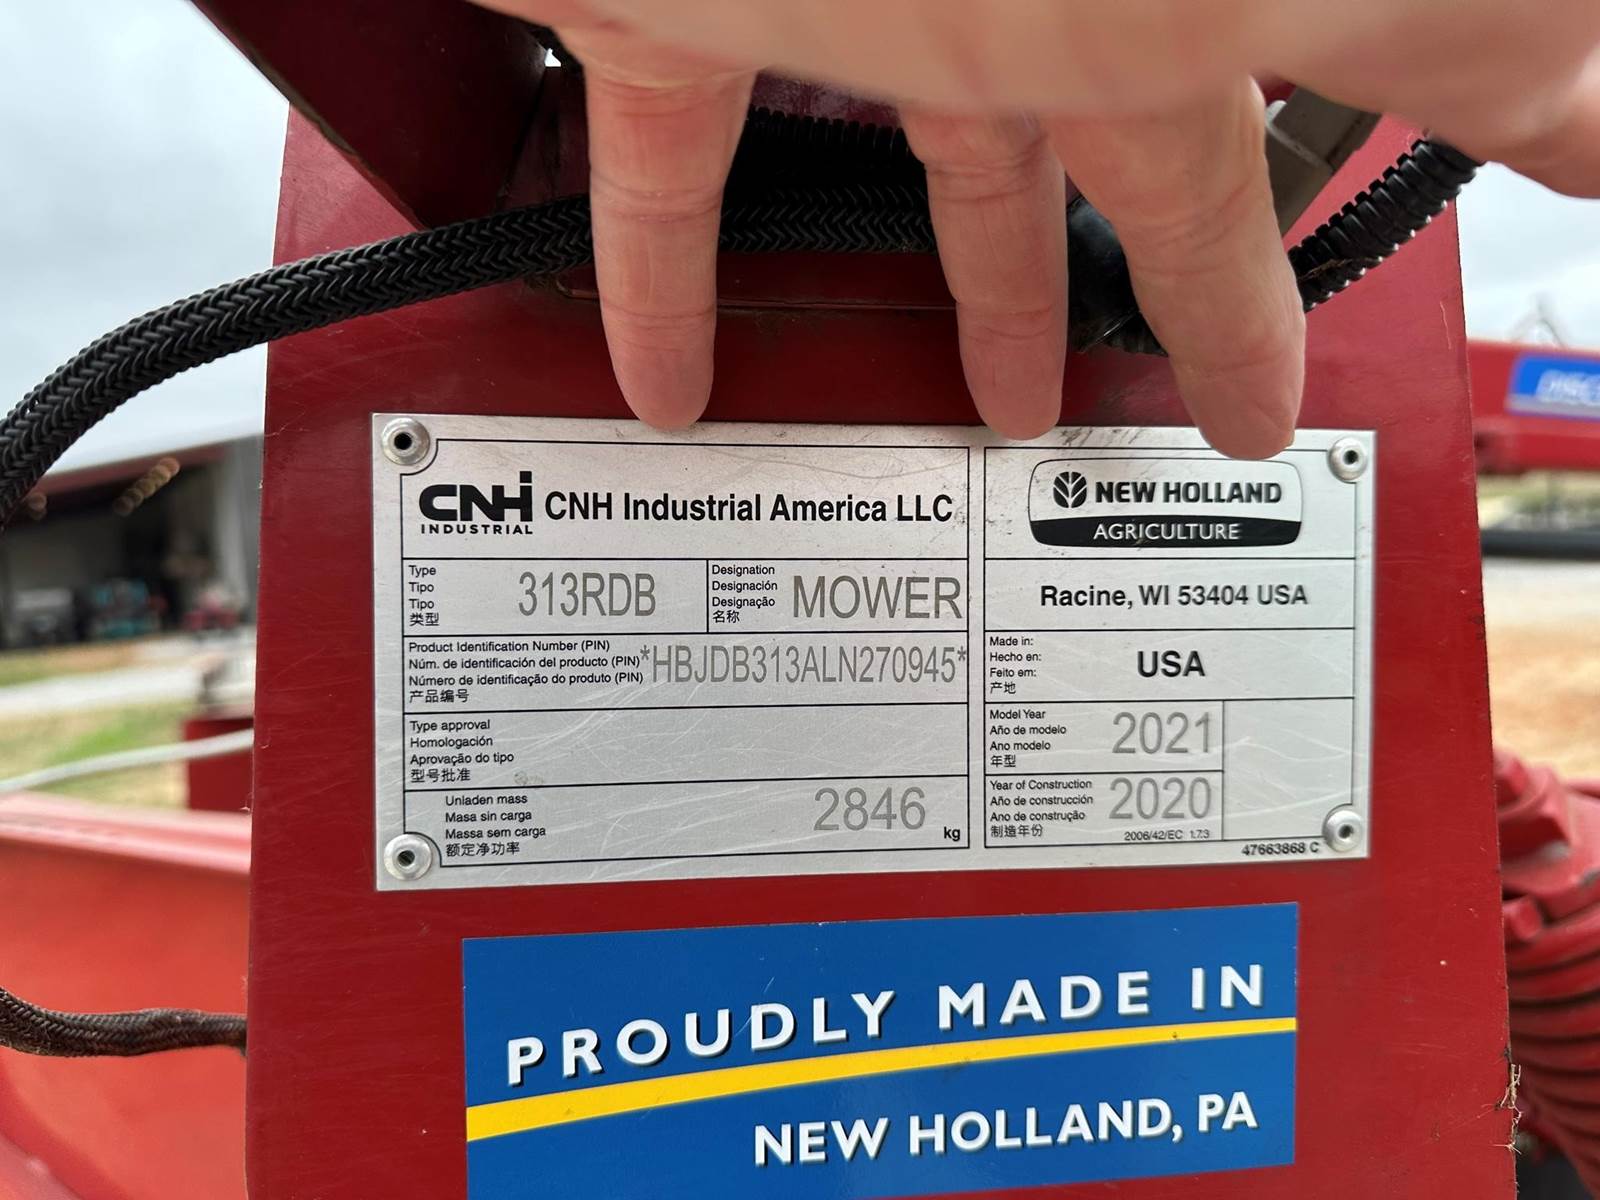 CNH INDUSTRIAL CNH Industrial America LLC
Type
Tipo
Tipo
类型
313RDB
Designation
Designación
Designação
名称
MOWER
Product Identification Number (PIN)
Núm. de identificación del producto (PIN)
Número de identificação do produto (PIN)
产品编号
*HBJDB313ALN270945*
Type approval
Homologación
Aprovação do tipo
型号批准
Unladen mass
Masa sin carga
Massa sem carga
额定净功率
2846 kg
NEW HOLLAND
AGRICULTURE
Racine, WI 53404 USA
Made in:
Hecho en:
Feito em:
产地
USA
Model Year
Año de modelo
Ano modelo
年型
2021
Year of Construction
Año de construcción
Ano de construção
制造年份
2020
2006/42/EC 1.7.3
47663868 C
PROUDLY MADE IN
NEW HOLLAND, PA